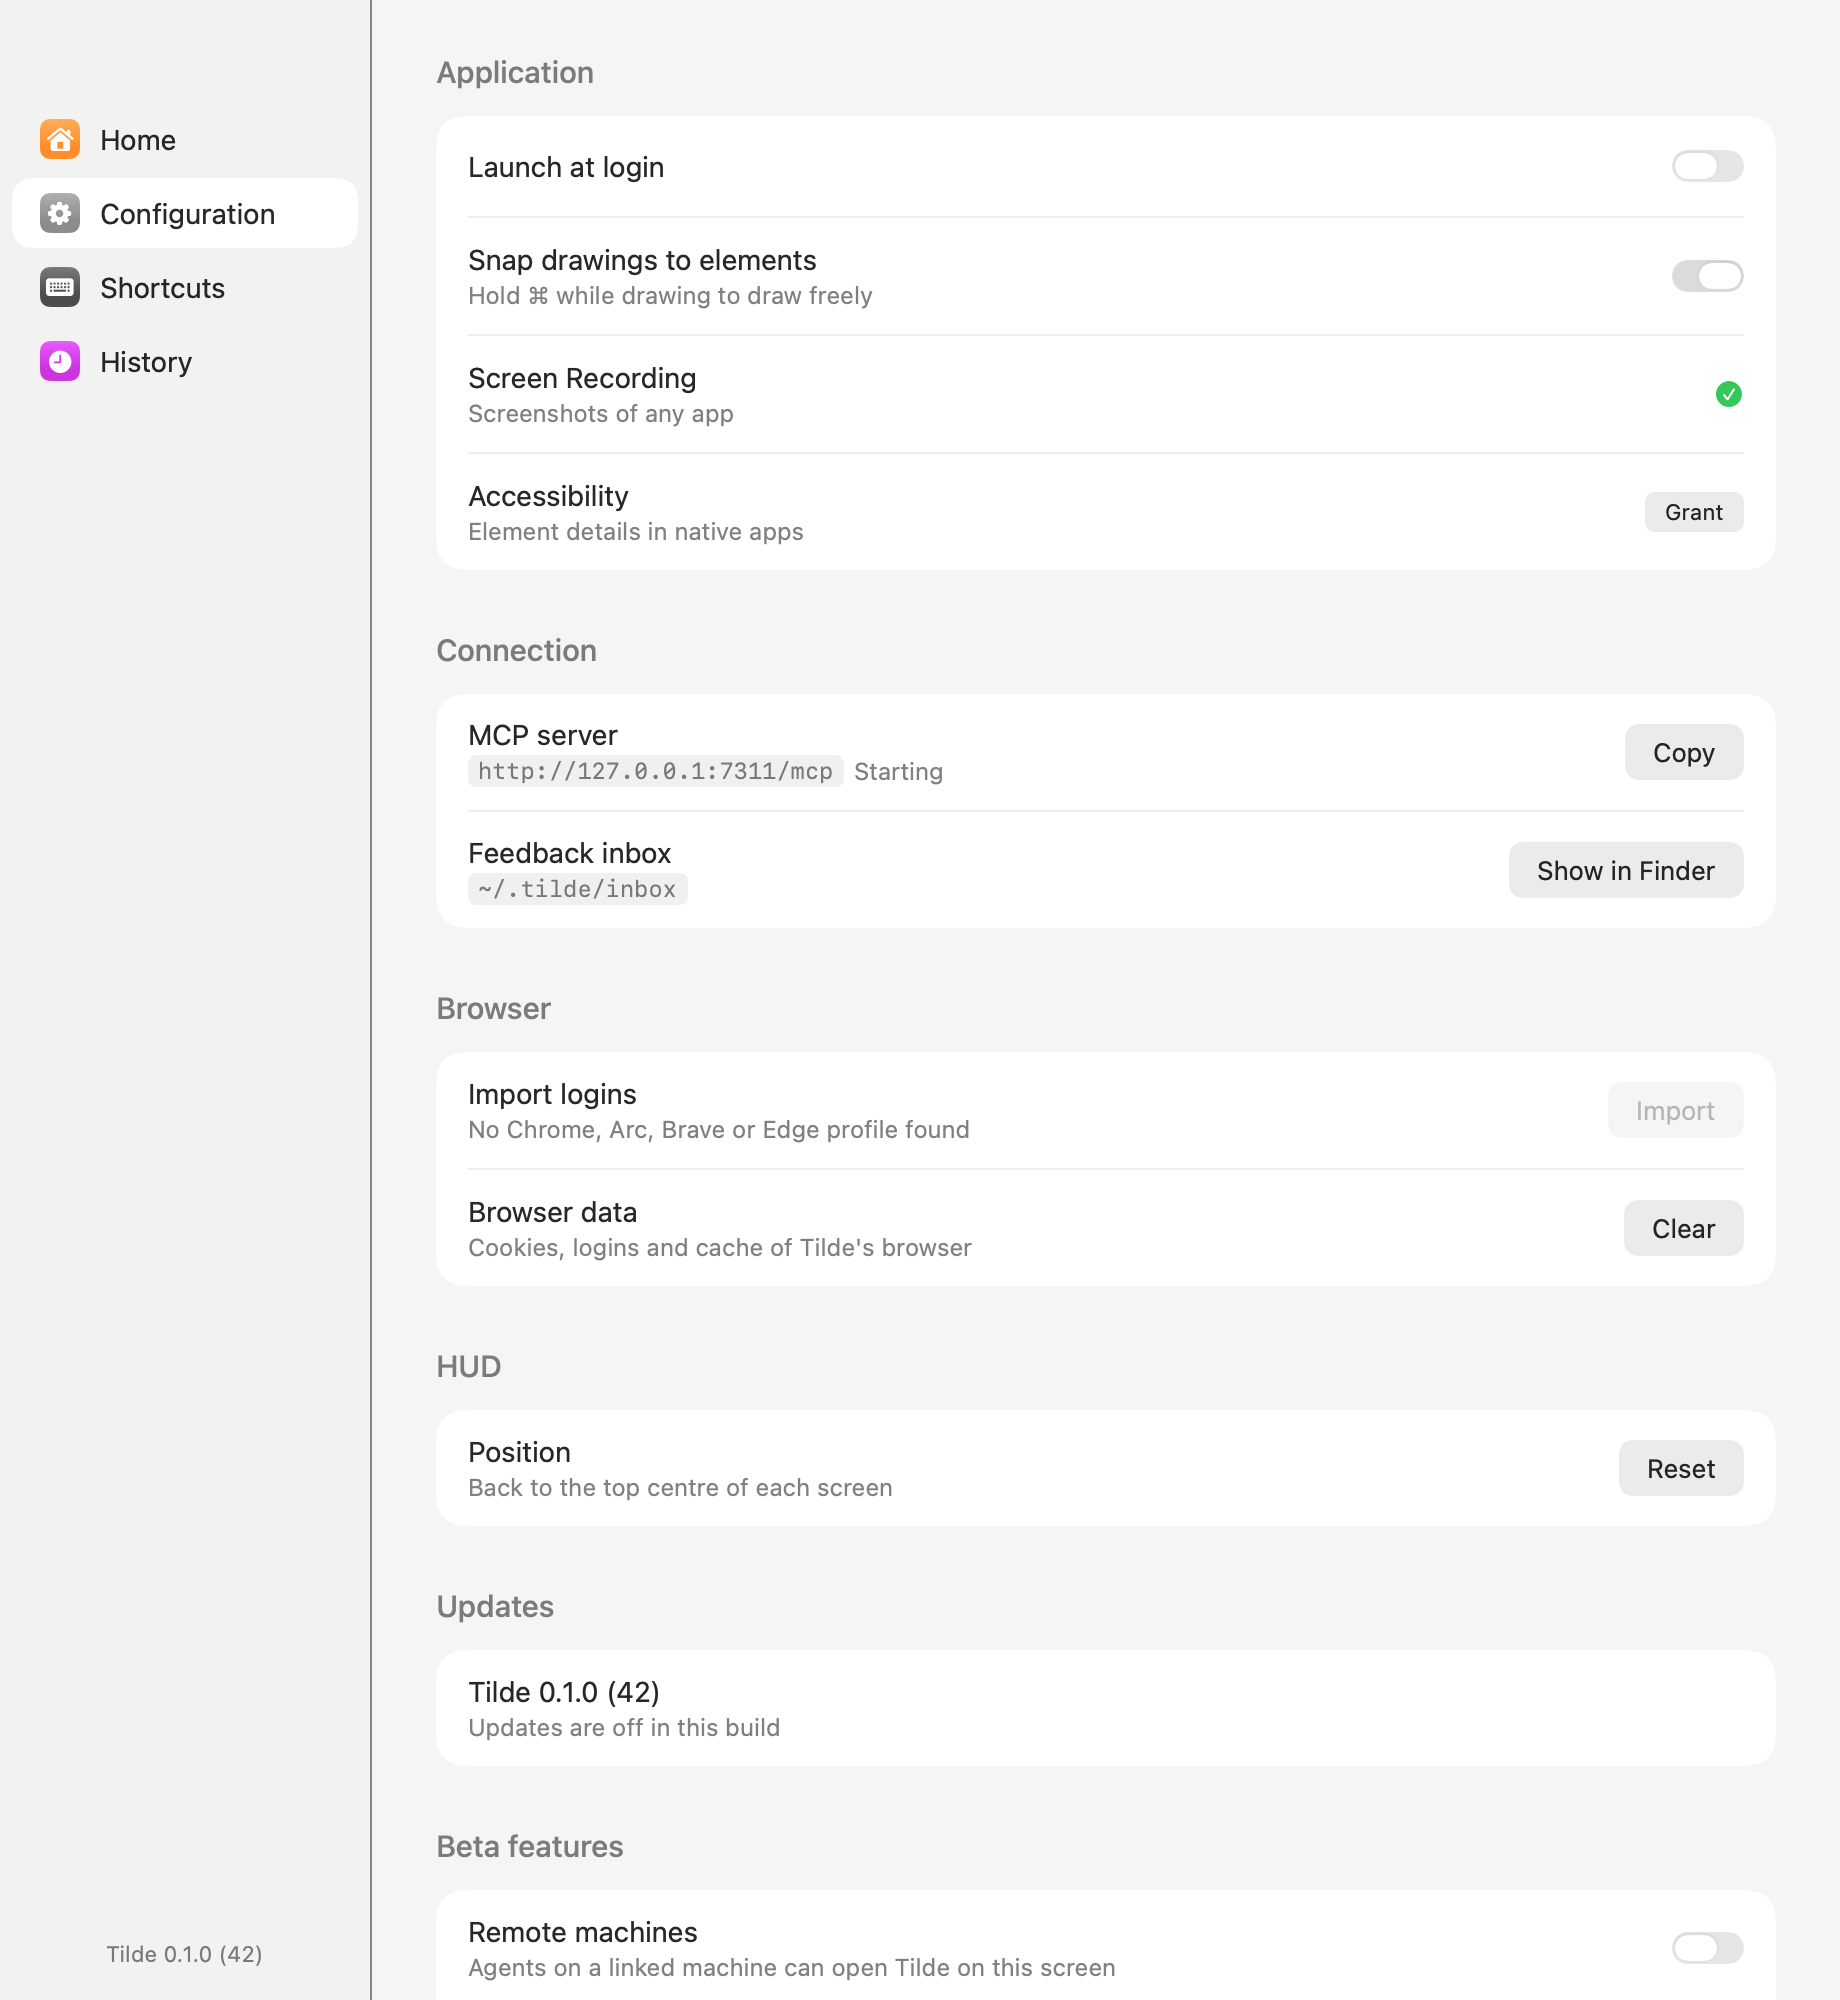 Home
Configuration
Shortcuts
History
Tilde 0.1.0 (42)
Application
Launch at login
Snap drawings to elements
Hold ⌘ while drawing to draw freely
Screen Recording
Screenshots of any app
Accessibility
Element details in native apps
Grant
Connection
MCP server
http://127.0.0.1:7311/mcp Starting
Copy
Feedback inbox
~/.tilde/inbox
Show in Finder
Browser
Import logins
No Chrome, Arc, Brave or Edge profile found
Import
Browser data
Cookies, logins and cache of Tilde's browser
Clear
HUD
Position
Back to the top centre of each screen
Reset
Updates
Tilde 0.1.0 (42)
Updates are off in this build
Beta features
Remote machines
Agents on a linked machine can open Tilde on this screen